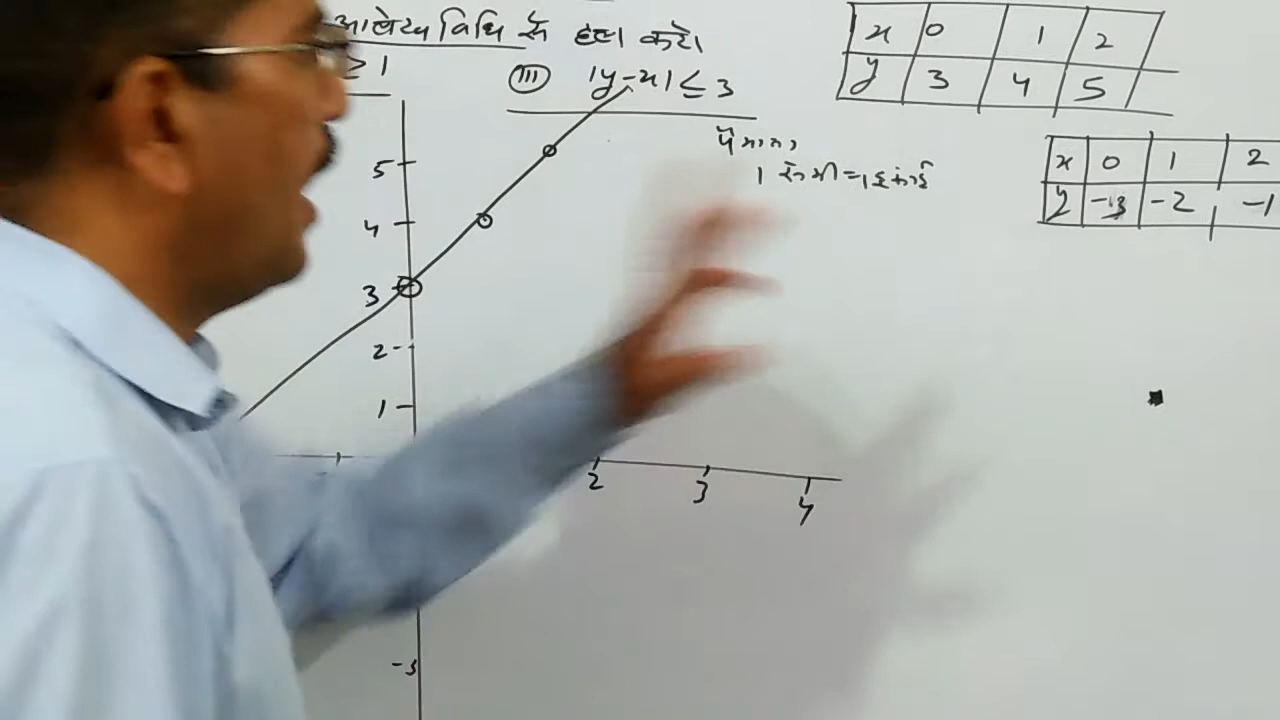 आलेख विधि से हल करो
≥ 1
(III) |y-x| ≤ 3
x 0 1 2
y 3 4 5
पैमाना
1 सेमी = 1 इकाई
x 0 1 2
y -3 -2 -1
5
4
3
2
1
2 3 4
-3